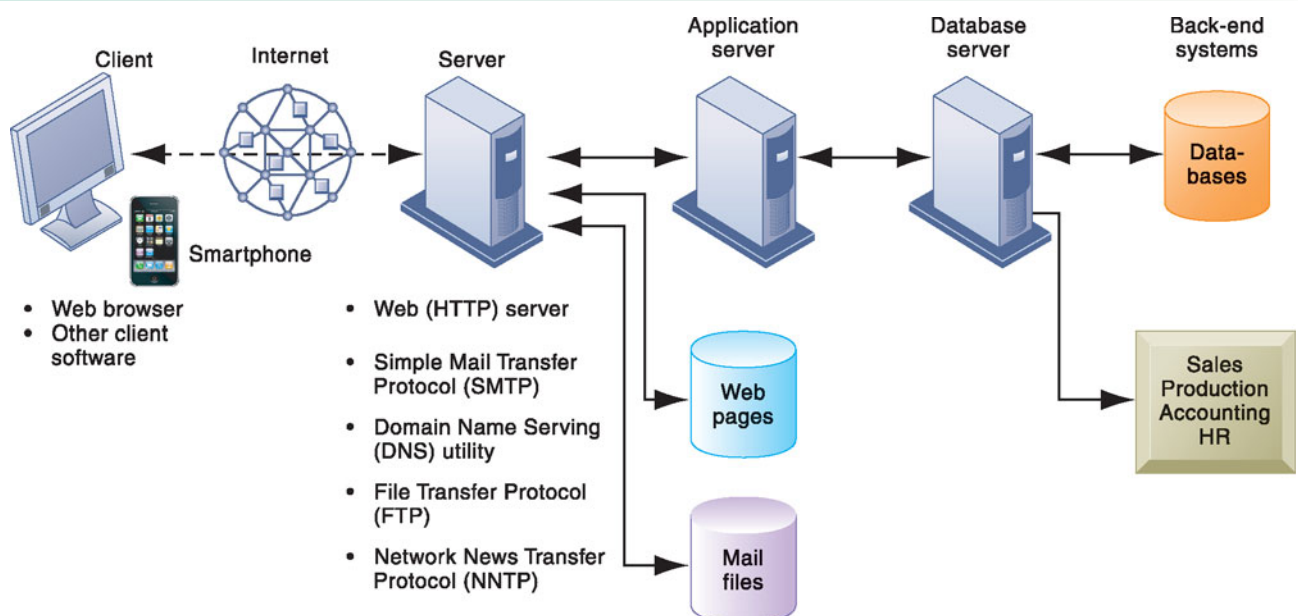 Client
Internet
Server
Application
server
Database
server
Back-end
systems
Data-
bases
Smartphone
• Web browser
• Other client
software
• Web (HTTP) server
• Simple Mail Transfer
Protocol (SMTP)
• Domain Name Serving
(DNS) utility
• File Transfer Protocol
(FTP)
• Network News Transfer
Protocol (NNTP)
Web
pages
Mail
files
Sales
Production
Accounting
HR